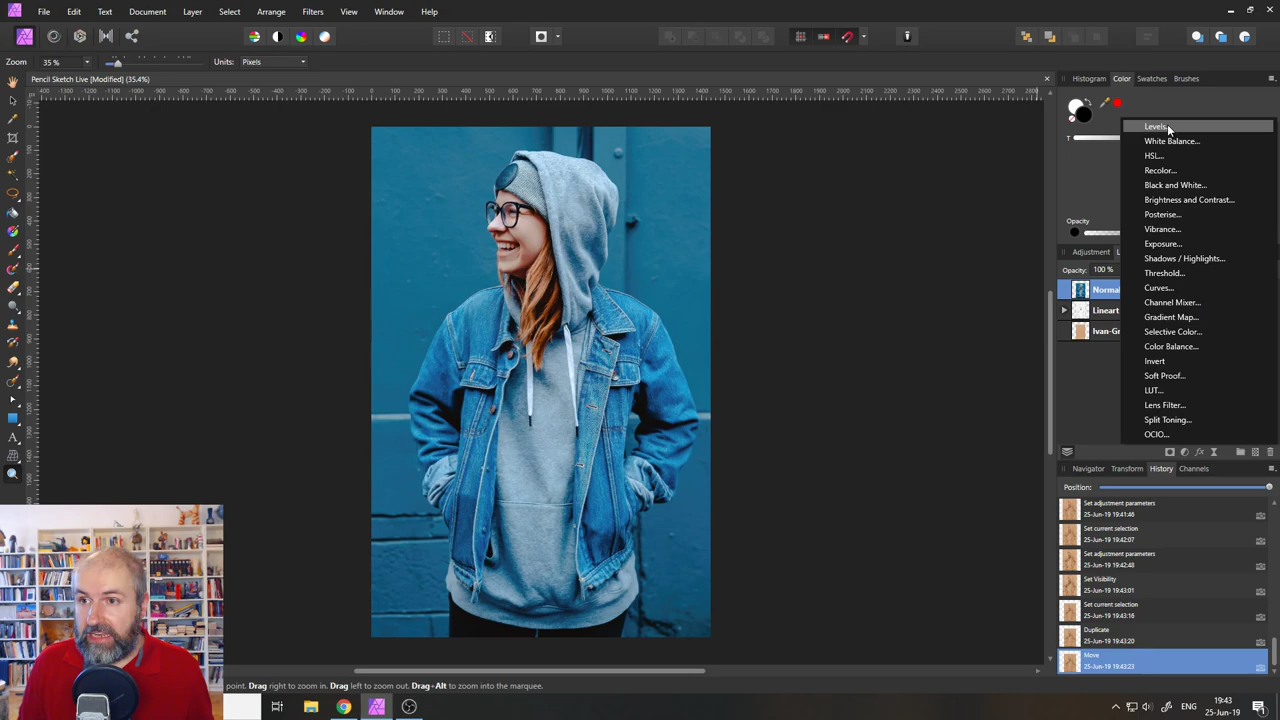 File Edit Text Document Layer Select Arrange Filters View Window Help
Zoom 35 % Units: Pixels
Pencil Sketch Live [Modified] (35.4%)
Histogram Color Swatches Brushes
T
Levels...
White Balance...
HSL...
Recolor...
Black and White...
Brightness and Contrast...
Posterise...
Vibrance...
Exposure...
Shadows / Highlights...
Threshold...
Curves...
Channel Mixer...
Gradient Map...
Selective Color...
Color Balance...
Invert
Soft Proof...
LUT...
Lens Filter...
Split Toning...
OCIO...
Opacity
Adjustment
Opacity: 100 %
Normal
Lineart
Ivan-Gr
Navigator Transform History Channels
Position:
Set adjustment parameters
25-Jun-19 19:41:46
Set current selection
25-Jun-19 19:42:07
Set adjustment parameters
25-Jun-19 19:42:48
Set Visibility
25-Jun-19 19:43:01
Set current selection
25-Jun-19 19:43:16
Duplicate
25-Jun-19 19:43:20
Move
25-Jun-19 19:43:23
point. Drag right to zoom in. Drag left to zoom out. Drag+Alt to zoom into the marquee.
ENG
19:43
25-Jun-19